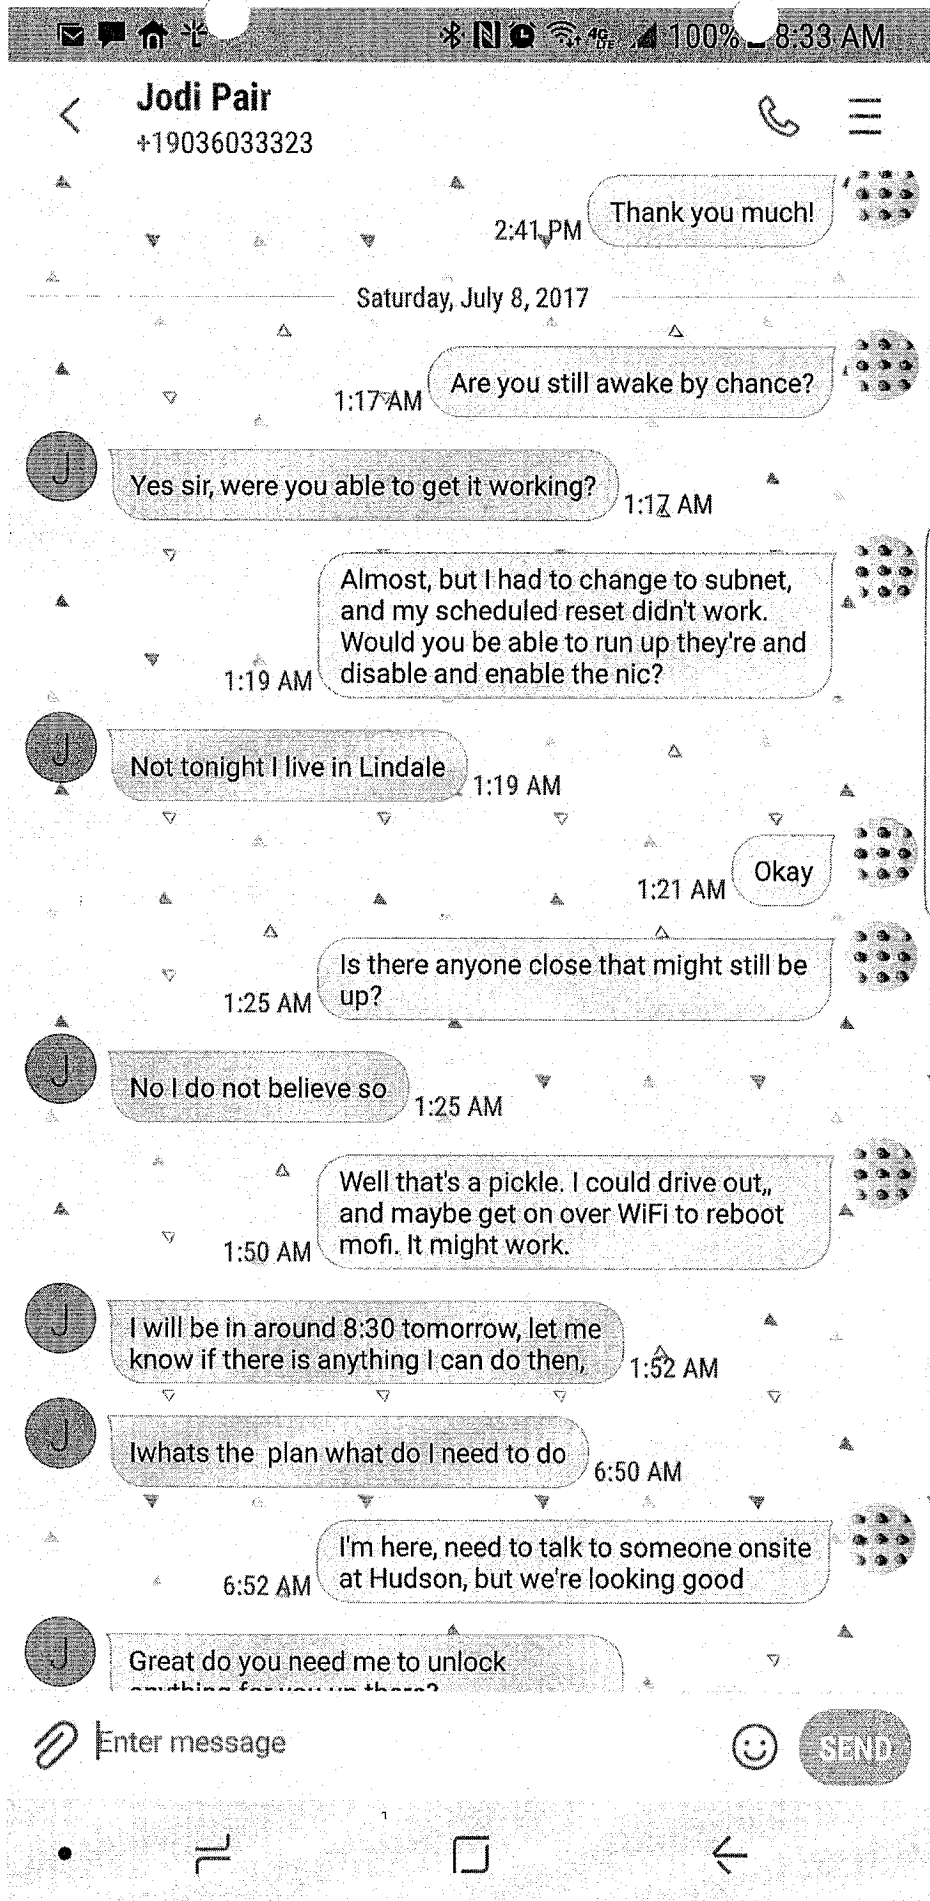 4G
LTE
100%
8:33 AM
Jodi Pair
+19036033323
Thank you much!
2:41 PM
Saturday, July 8, 2017
Are you still awake by chance?
1:17 AM
J
Yes sir, were you able to get it working?
1:17 AM
Almost, but I had to change to subnet,
and my scheduled reset didn't work.
Would you be able to run up they're and
disable and enable the nic?
1:19 AM
J
Not tonight I live in Lindale
1:19 AM
Okay
1:21 AM
Is there anyone close that might still be
up?
1:25 AM
J
No I do not believe so
1:25 AM
Well that's a pickle. I could drive out,,
and maybe get on over WiFi to reboot
mofi. It might work.
1:50 AM
J
I will be in around 8:30 tomorrow, let me
know if there is anything I can do then,
1:52 AM
J
Iwhats the  plan what do I need to do
6:50 AM
I'm here, need to talk to someone onsite
at Hudson, but we're looking good
6:52 AM
J
Great do you need me to unlock
anything for you up there?
Enter message
SEND